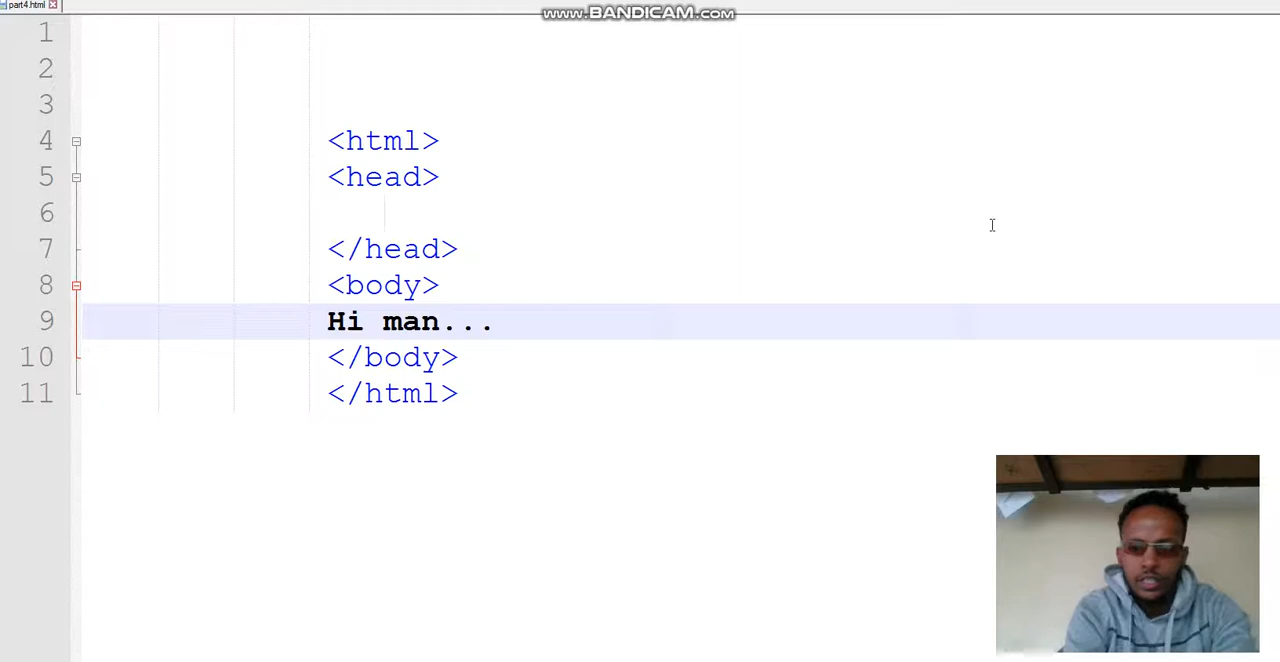 part4.html
www.BANDICAM.com
1
2
3
4 <html>
5 <head>
6
7 </head>
8 <body>
9 Hi man...
10 </body>
11 </html>